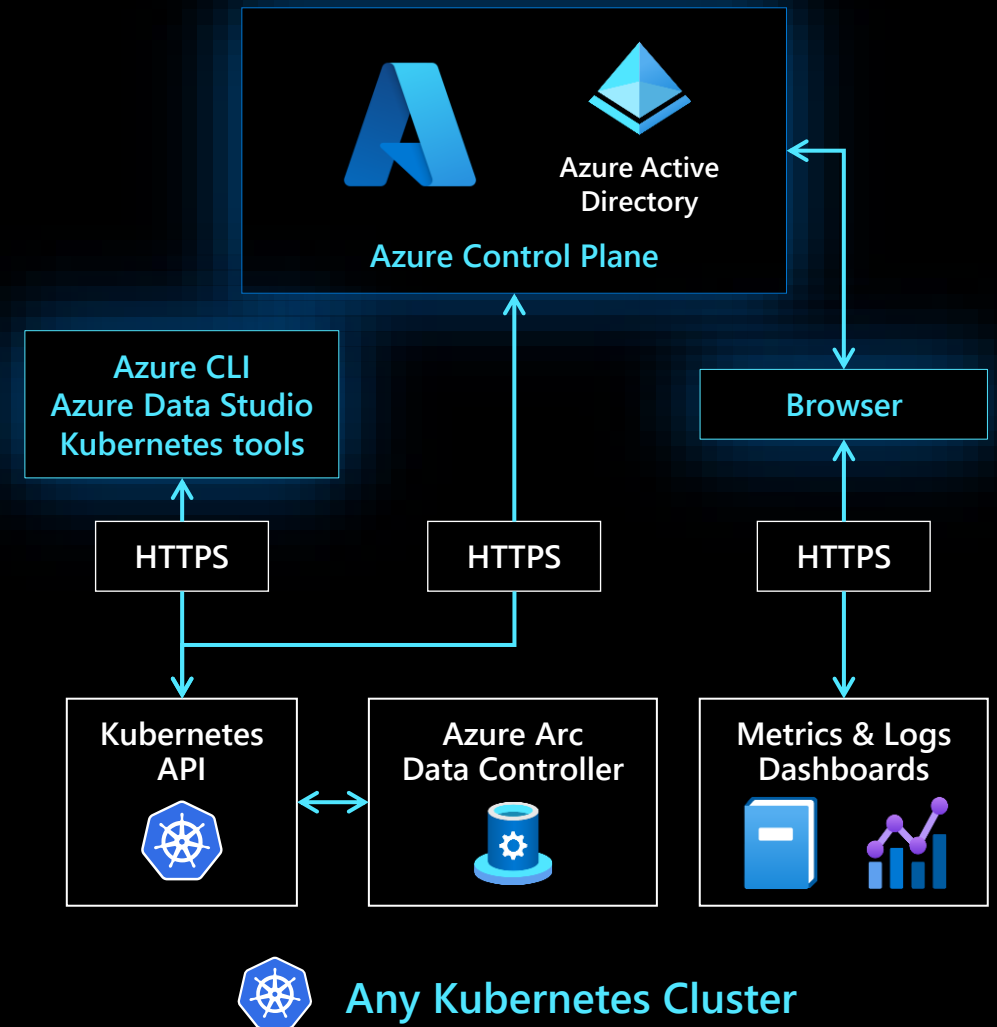 Azure Active
Directory
Azure Control Plane
Azure CLI
Azure Data Studio
Kubernetes tools
Browser
HTTPS
HTTPS
HTTPS
Kubernetes
API
Azure Arc
Data Controller
Metrics & Logs
Dashboards
Any Kubernetes Cluster